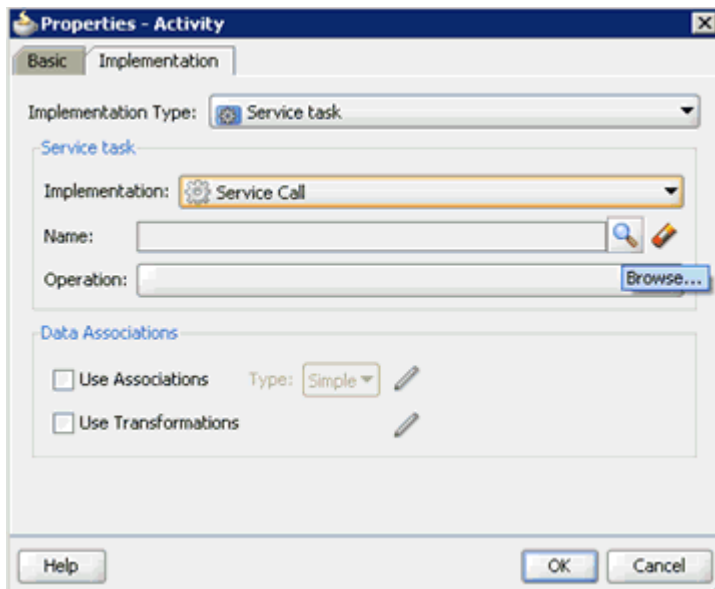 Properties - Activity
Basic Implementation
Implementation Type: Service task
Service task
Implementation: Service Call
Name:
Operation:
Browse...
Data Associations
Use Associations Type: Simple
Use Transformations
Help OK Cancel